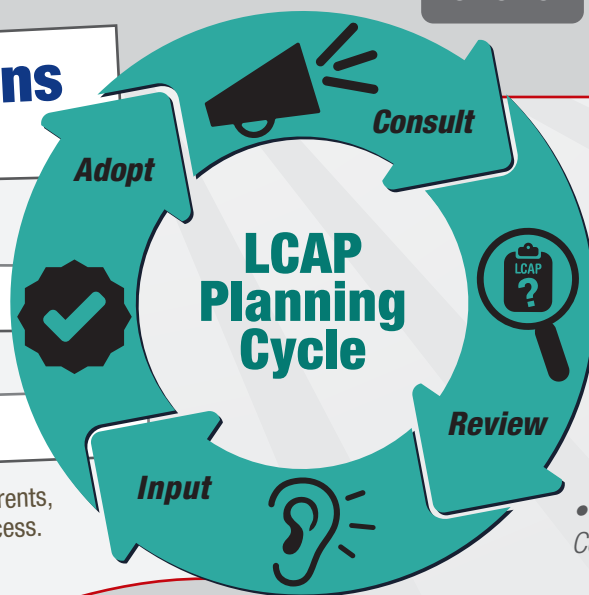 ns
Consult
Adopt
LCAP
Planning
Cycle
LCAP
?
Review
Input
rents,
cess.
•
C